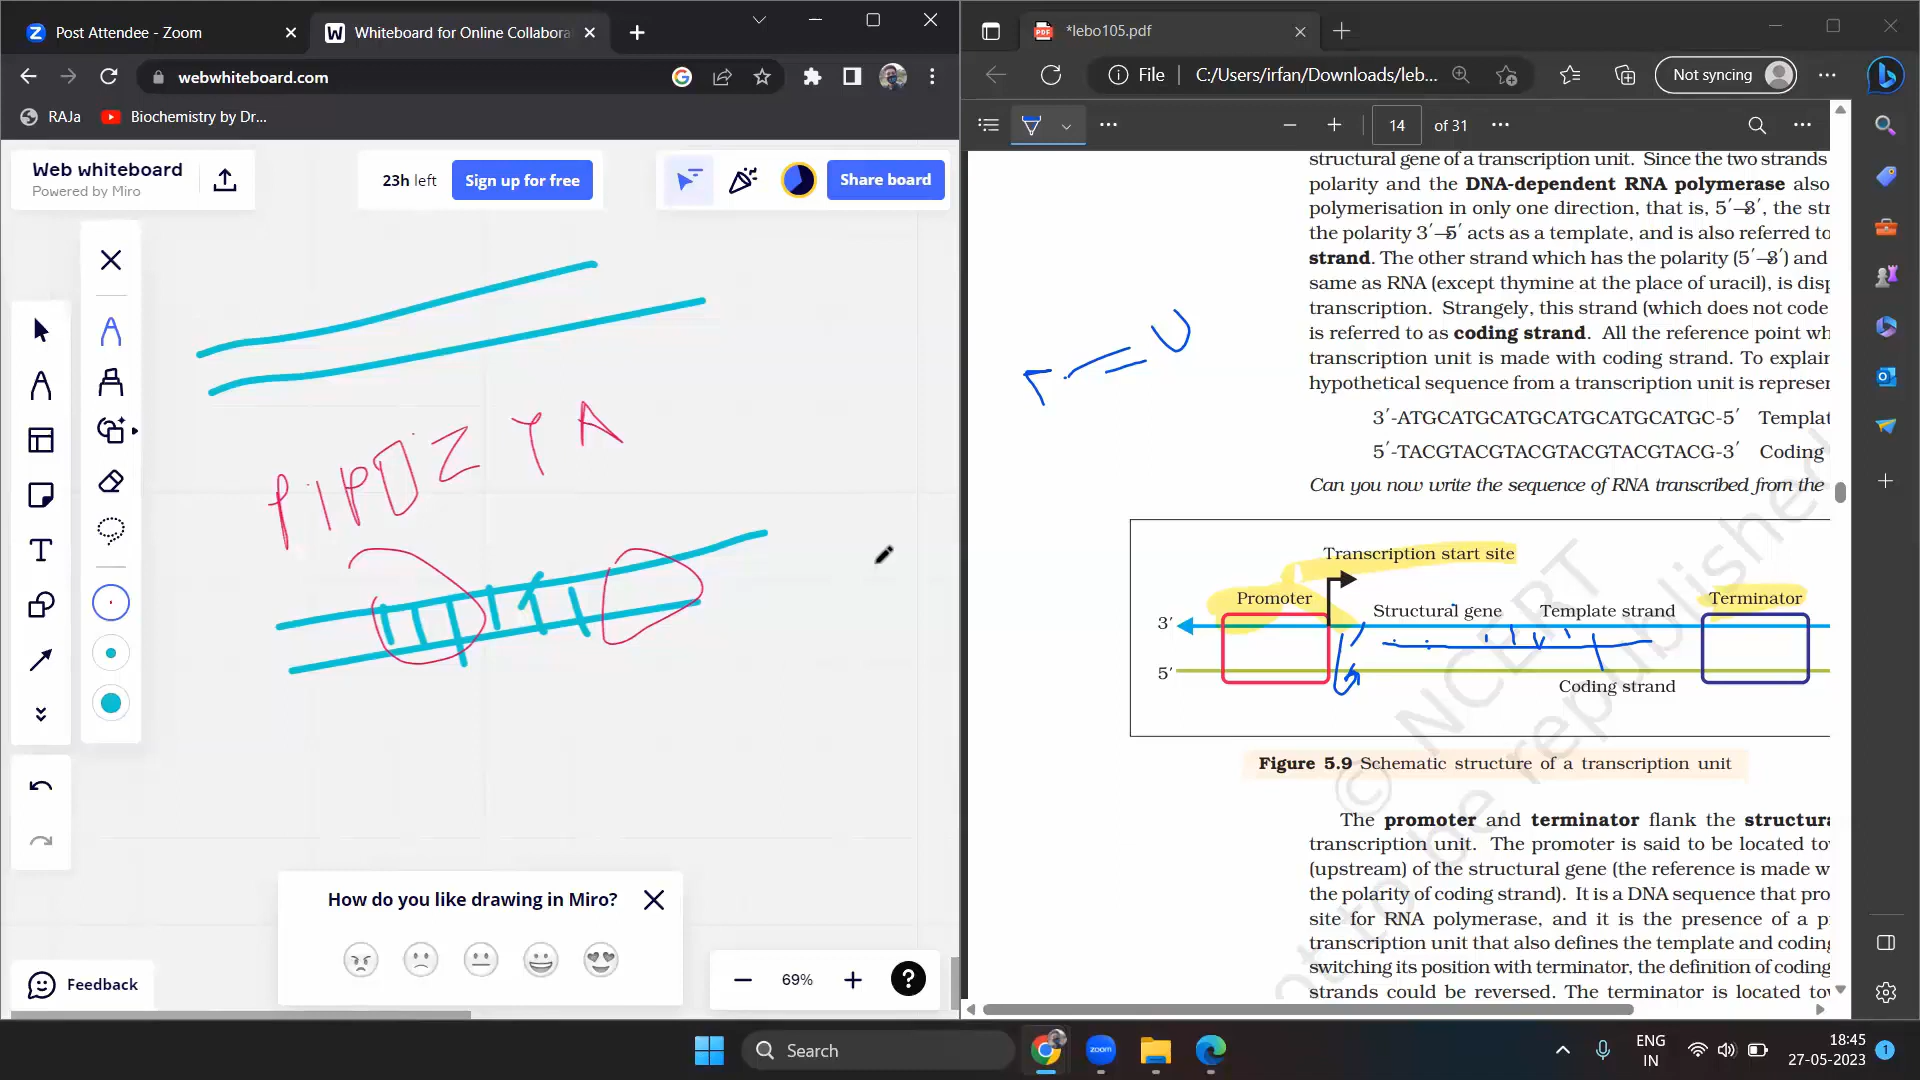 Post Attendee - Zoom
Whiteboard for Online Collabora
webwhiteboard.com
RAJa
Biochemistry by Dr...
Web whiteboard
Powered by Miro
23h left
Sign up for free
Share board
P I P O Z Y A
How do you like drawing in Miro?
69%
Feedback
*lebo105.pdf
File
C:/Users/irfan/Downloads/leb...
Not syncing
14 of 31
structural gene of a transcription unit. Since the two strands
polarity and the DNA-dependent RNA polymerase also
polymerisation in only one direction, that is, 5′→3′, the str
the polarity 3′→5′ acts as a template, and is also referred to
strand. The other strand which has the polarity (5′→3′) and
same as RNA (except thymine at the place of uracil), is disp
transcription. Strangely, this strand (which does not code
is referred to as coding strand. All the reference point wh
transcription unit is made with coding strand. To explain
hypothetical sequence from a transcription unit is represen
T = U
3′-ATGCATGCATGCATGCATGCATGC-5′ Templat
5′-TACGTACGTACGTACGTACGTACG-3′ Coding
Can you now write the sequence of RNA transcribed from the
Transcription start site
Promoter
Structural gene
Template strand
Terminator
3′
5′
Coding strand
© NCERT
not to be republished
Figure 5.9 Schematic structure of a transcription unit
The promoter and terminator flank the structura
transcription unit. The promoter is said to be located to
(upstream) of the structural gene (the reference is made w
the polarity of coding strand). It is a DNA sequence that pro
site for RNA polymerase, and it is the presence of a p
transcription unit that also defines the template and coding
switching its position with terminator, the definition of coding
strands could be reversed. The terminator is located to
Search
zoom
ENG
IN
18:45
27-05-2023
1